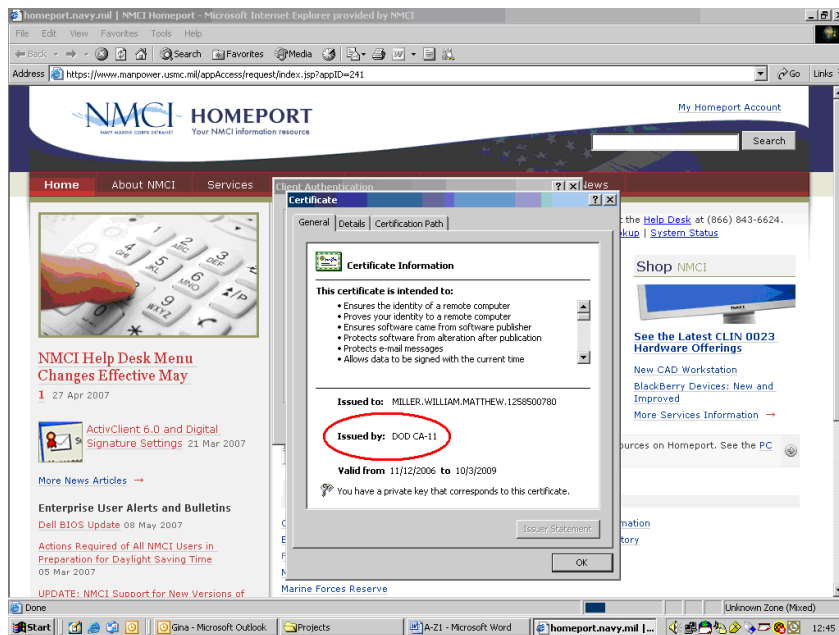 homeport.navy.mil | NMCI Homeport - Microsoft Internet Explorer provided by NMCI
File Edit View Favorites Tools Help
Back Search Favorites Media
Address https://www.manpower.usmc.mil/appAccess/request/index.jsp?appID=241 Go Links
NMCI HOMEPORT
NAVY MARINE CORPS INTRANET Your NMCI information resource
My Homeport Account
Search
Home About NMCI Services News
Client Authentication
Certificate
General Details Certification Path
Certificate Information
This certificate is intended to:
• Ensures the identity of a remote computer
• Proves your identity to a remote computer
• Ensures software came from software publisher
• Protects software from alteration after publication
• Protects e-mail messages
• Allows data to be signed with the current time
Issued to: MILLER.WILLIAM.MATTHEW.1258500780
Issued by: DOD CA-11
Valid from 11/12/2006 to 10/3/2009
You have a private key that corresponds to this certificate.
Issuer Statement
OK
NMCI Help Desk Menu
Changes Effective May
1 27 Apr 2007
ActivClient 6.0 and Digital
Signature Settings 21 Mar 2007
More News Articles →
Enterprise User Alerts and Bulletins
Dell BIOS Update 08 May 2007
Actions Required of All NMCI Users in
Preparation for Daylight Saving Time
05 Mar 2007
UPDATE: NMCI Support for New Versions of
the Help Desk at (866) 843-6624.
kup | System Status
Shop NMCI
See the Latest CLIN 0023
Hardware Offerings
New CAD Workstation
BlackBerry Devices: New and
Improved
More Services Information →
ources on Homeport. See the PC
mation
tory
Marine Forces Reserve
Done Unknown Zone (Mixed)
Start Gina - Microsoft Outlook Projects A-Z1 - Microsoft Word homeport.navy.mil |... 12:45